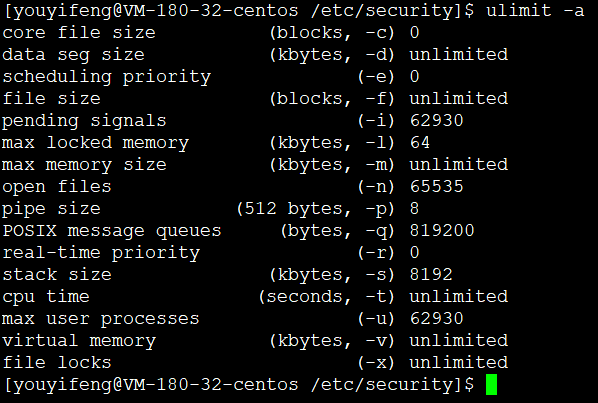 [youyifeng@VM-180-32-centos /etc/security]$ ulimit -a
core file size          (blocks, -c) 0
data seg size           (kbytes, -d) unlimited
scheduling priority             (-e) 0
file size               (blocks, -f) unlimited
pending signals                 (-i) 62930
max locked memory       (kbytes, -l) 64
max memory size         (kbytes, -m) unlimited
open files                      (-n) 65535
pipe size            (512 bytes, -p) 8
POSIX message queues     (bytes, -q) 819200
real-time priority              (-r) 0
stack size              (kbytes, -s) 8192
cpu time               (seconds, -t) unlimited
max user processes              (-u) 62930
virtual memory          (kbytes, -v) unlimited
file locks                      (-x) unlimited
[youyifeng@VM-180-32-centos /etc/security]$